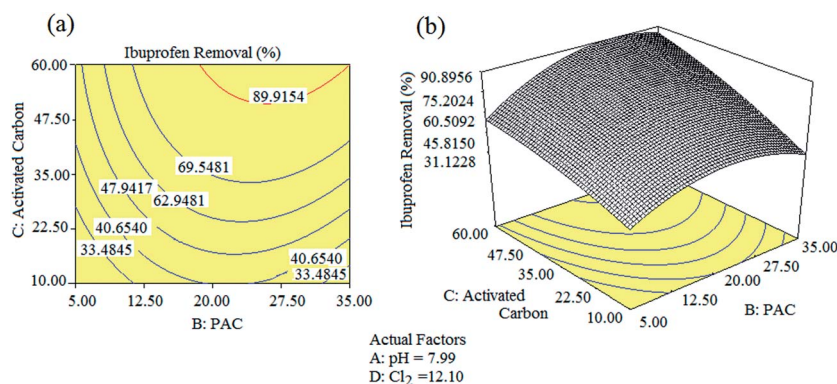 (a)
Ibuprofen Removal (%)
60.00
47.50
35.00
22.50
10.00
C: Activated Carbon
89.9154
69.5481
47.9417
62.9481
40.6540
33.4845
40.6540
33.4845
5.00 12.50 20.00 27.50 35.00
B: PAC
(b)
Ibuprofen Removal (%)
90.8956
75.2024
60.5092
45.8150
31.1228
60.00
47.50
35.00
22.50
10.00
C: Activated
Carbon
35.00
27.50
20.00
12.50
5.00
B: PAC
Actual Factors
A: pH = 7.99
D: Cl₂ =12.10